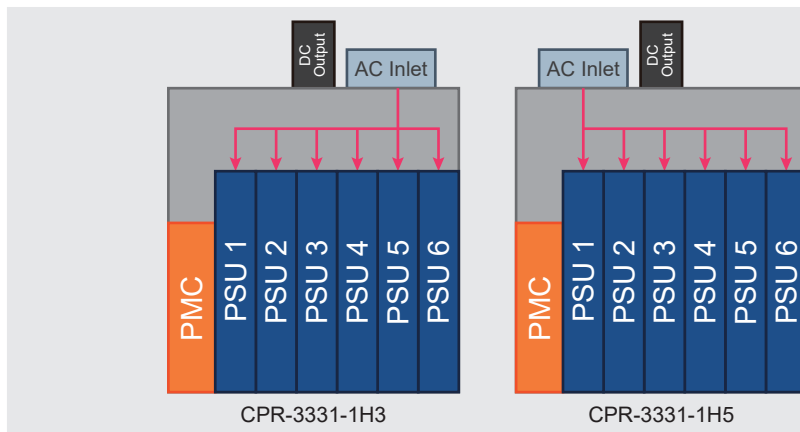 DC
Output
AC Inlet
PMC
PSU 1
PSU 2
PSU 3
PSU 4
PSU 5
PSU 6
CPR-3331-1H3
AC Inlet
DC
Output
PMC
PSU 1
PSU 2
PSU 3
PSU 4
PSU 5
PSU 6
CPR-3331-1H5